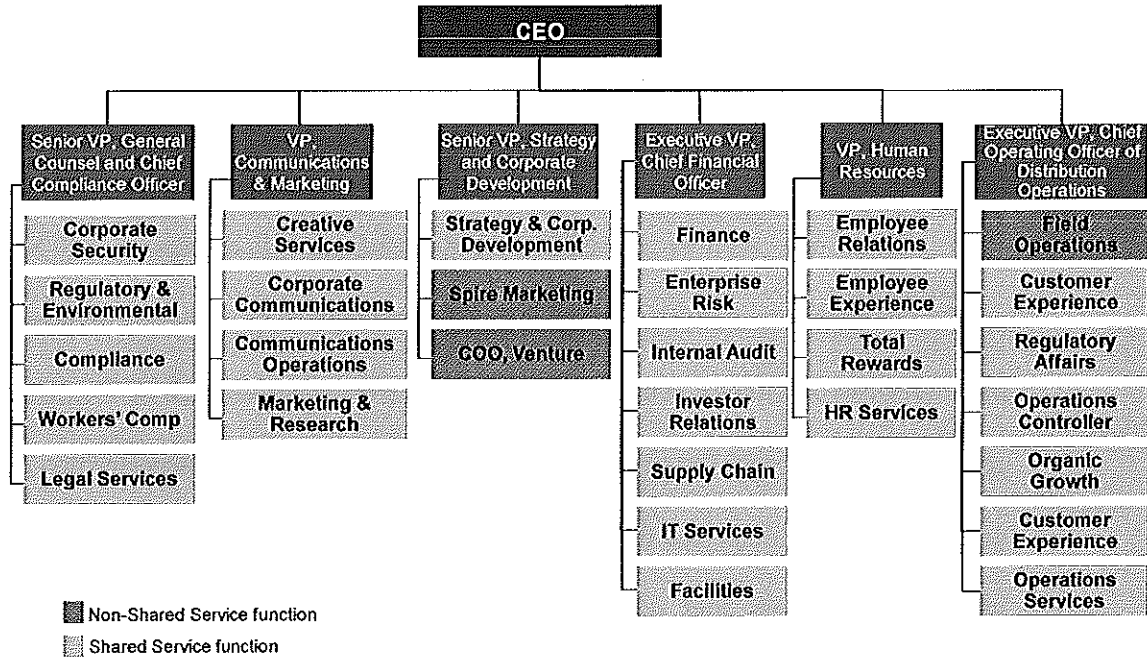 CEO
Senior VP, General
Counsel and Chief
Compliance Officer
Corporate
Security
Regulatory &
Environmental
Compliance
Workers' Comp
Legal Services
VP,
Communications
& Marketing
Creative
Services
Corporate
Communications
Communications
Operations
Marketing &
Research
Senior VP, Strategy
and Corporate
Development
Strategy & Corp.
Development
Spire Marketing
COO, Venture
Executive VP,
Chief Financial
Officer
Finance
Enterprise
Risk
Internal Audit
Investor
Relations
Supply Chain
IT Services
Facilities
VP, Human
Resources
Employee
Relations
Employee
Experience
Total
Rewards
HR Services
Executive VP, Chief
Operating Officer of
Distribution
Operations
Field
Operations
Customer
Experience
Regulatory
Affairs
Operations
Controller
Organic
Growth
Customer
Experience
Operations
Services
Non-Shared Service function
Shared Service function